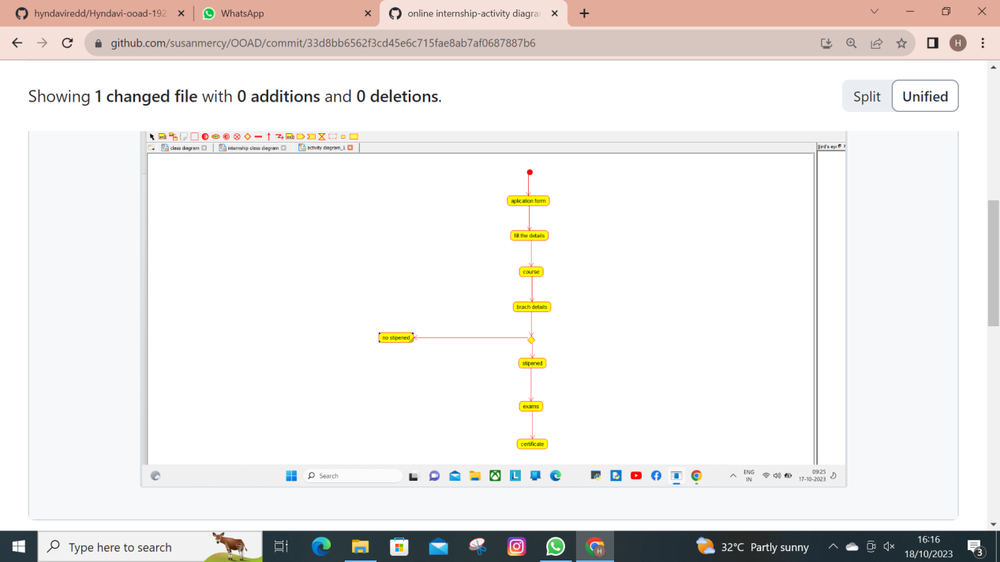 hyndaviredd/Hyndavi-ooad-192
WhatsApp
online internship-activity diagra
github.com/susanmercy/OOAD/commit/33d8bb6562f3cd45e6c715fae8ab7af0687887b6
H
Showing 1 changed file with 0 additions and 0 deletions.
Split Unified
class diagram
internship class diagram
activity diagram_1
Bird's ey
aplication form
fill the details
course
brach details
no stipened
stipened
exams
certificate
Search
ENG
IN
09:25
17-10-2023
Type here to search
32°C Partly sunny
16:16
18/10/2023
3